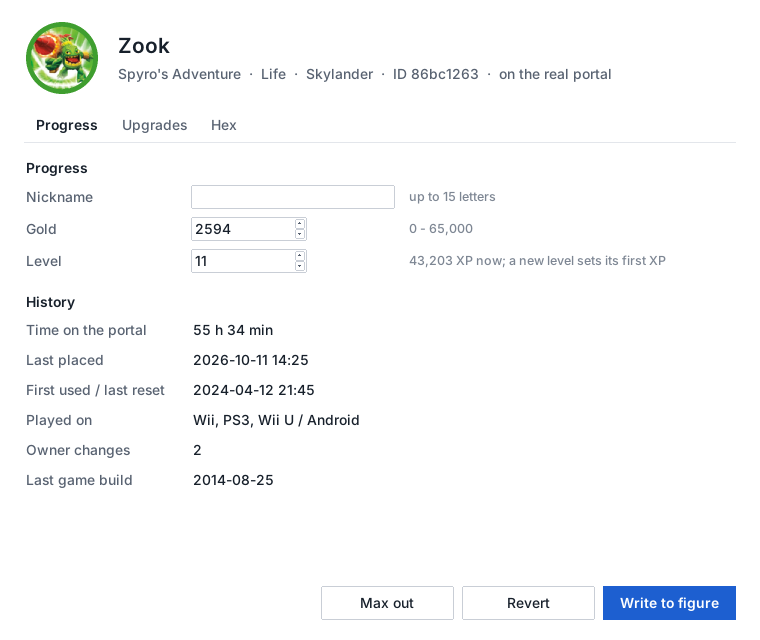 Zook
Spyro's Adventure · Life · Skylander · ID 86bc1263 · on the real portal
Progress Upgrades Hex
Progress
Nickname up to 15 letters
Gold 2594 0 - 65,000
Level 11 43,203 XP now; a new level sets its first XP
History
Time on the portal 55 h 34 min
Last placed 2026-10-11 14:25
First used / last reset 2024-04-12 21:45
Played on Wii, PS3, Wii U / Android
Owner changes 2
Last game build 2014-08-25
Max out Revert Write to figure